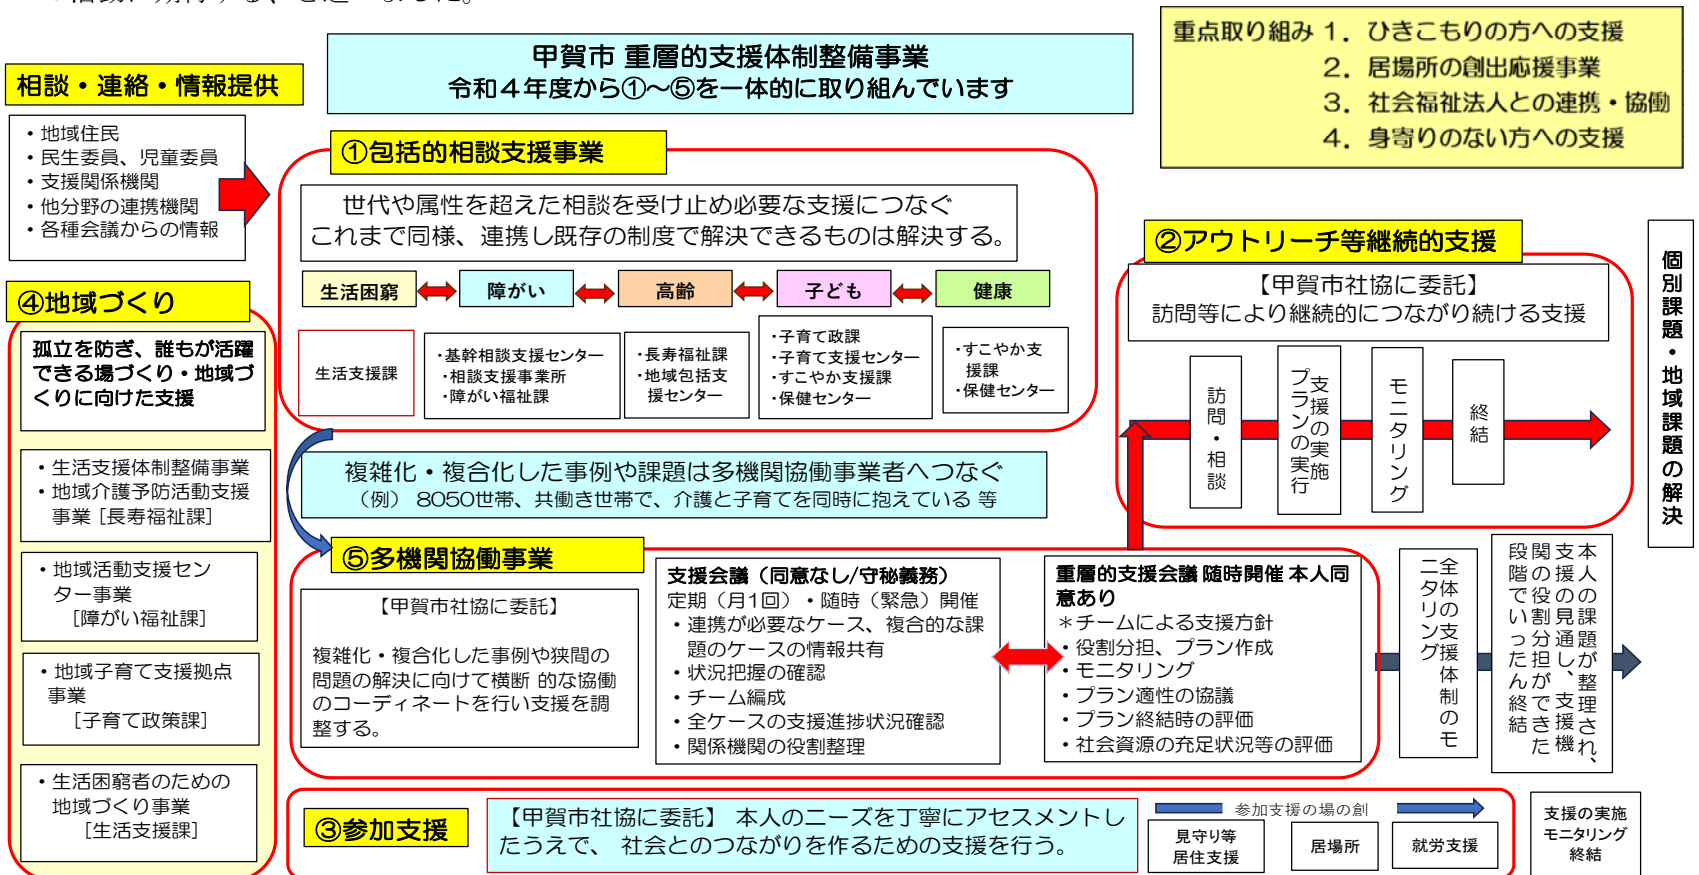 甲賀市 重層的支援体制整備事業
令和４年度から①～⑤を一体的に取り組んでいます
重点取り組み １．ひきこもりの方への支援
２．居場所の創出応援事業
３．社会福祉法人との連携・協働
４．身寄りのない方への支援
相談・連絡・情報提供
・地域住民
・民生委員、児童委員
・支援関係機関
・他分野の連携機関
・各種会議からの情報
①包括的相談支援事業
世代や属性を超えた相談を受け止め必要な支援につなぐ
これまで同様、連携し既存の制度で解決できるものは解決する。
生活困窮
障がい
高齢
子ども
健康
生活支援課
・基幹相談支援センター
・相談支援事業所
・障がい福祉課
・長寿福祉課
・地域包括支
援センター
・子育て政課
・子育て支援センター
・すこやか支援課
・保健センター
・すこやか支
援課
・保健センター
②アウトリーチ等継続的支援
【甲賀市社協に委託】
訪問等により継続的につながり続ける支援
訪問・相談
支援の実施
プランの実行
モニタリング
終結
個別課題・地域課題の解決
④地域づくり
孤立を防ぎ、誰もが活躍
できる場づくり・地域づ
くりに向けた支援
・生活支援体制整備事業
・地域介護予防活動支援
事業［長寿福祉課］
・地域活動支援セン
ター事業
［障がい福祉課］
・地域子育て支援拠点
事業
［子育て政策課］
・生活困窮者のための
地域づくり事業
［生活支援課］
複雑化・複合化した事例や課題は多機関協働事業者へつなぐ
（例） 8050世帯、共働き世帯で、介護と子育てを同時に抱えている 等
⑤多機関協働事業
【甲賀市社協に委託】
複雑化・複合化した事例や狭間の
問題の解決に向けて横断 的な協働
のコーディネートを行い支援を調
整する。
支援会議（同意なし/守秘義務）
定期（月1回）・随時（緊急）開催
・連携が必要なケース、複合的な課
題のケースの情報共有
・状況把握の確認
・チーム編成
・全ケースの支援進捗状況確認
・関係機関の役割整理
重層的支援会議 随時開催 本人同
意あり
＊チームによる支援方針
・役割分担、プラン作成
・モニタリング
・プラン適性の協議
・プラン終結時の評価
・社会資源の充足状況等の評価
全体の支援体制のモ
ニタリング
本人の課題が整理され、
支援の見通し、支援機
関の役割分担ができた
段階でいったん終結
③参加支援
【甲賀市社協に委託】 本人のニーズを丁寧にアセスメントし
たうえで、 社会とのつながりを作るための支援を行う。
参加支援の場の創
見守り等
居住支援
居場所
就労支援
支援の実施
モニタリング
終結